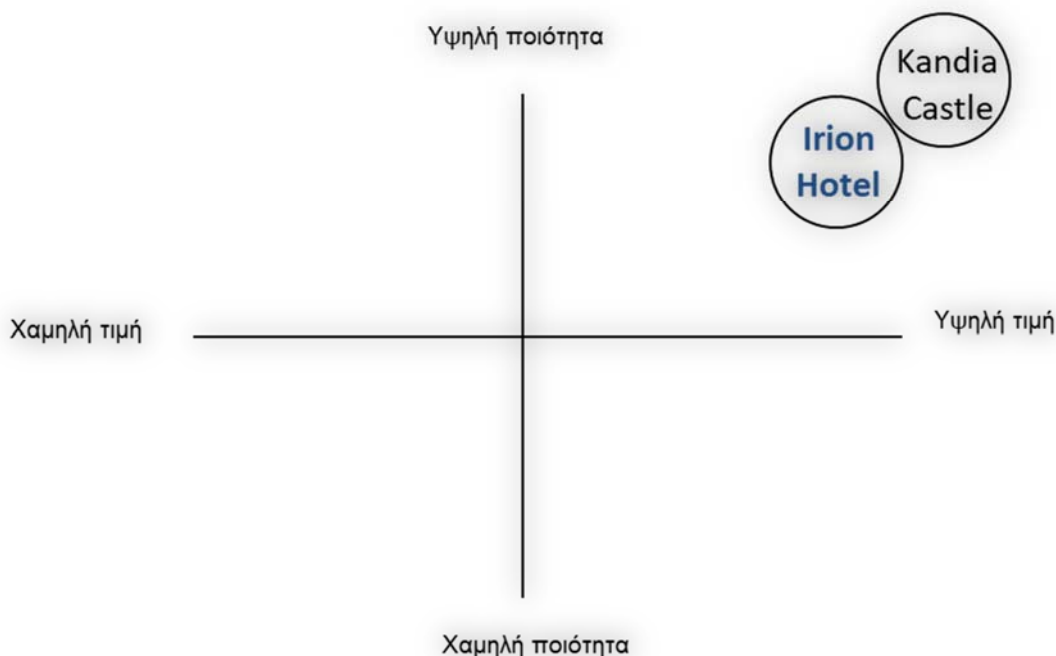 Υψηλή ποιότητα
Kandia
Castle
Irion
Hotel
Χαμηλή τιμή
Υψηλή τιμή
Χαμηλή ποιότητα